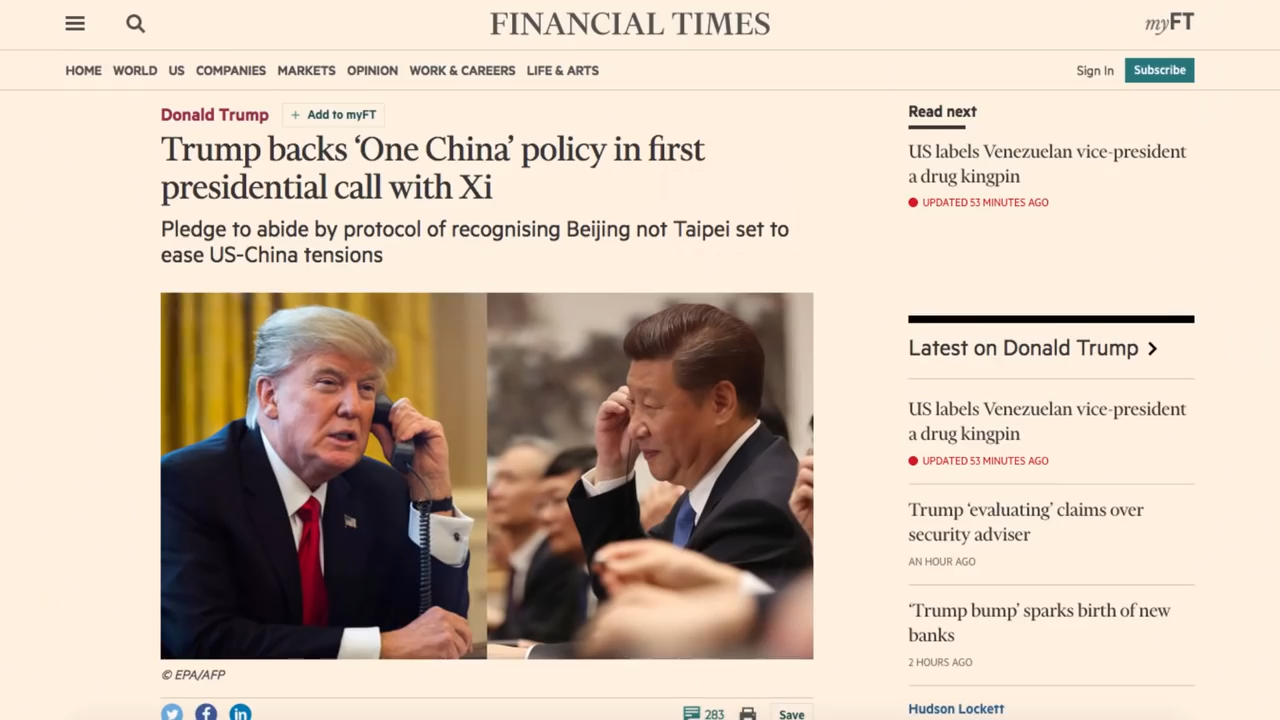 FINANCIAL TIMES
myFT
HOME WORLD US COMPANIES MARKETS OPINION WORK & CAREERS LIFE & ARTS
Sign In Subscribe
Donald Trump + Add to myFT
Trump backs ‘One China’ policy in first
presidential call with Xi
Pledge to abide by protocol of recognising Beijing not Taipei set to
ease US-China tensions
© EPA/AFP
283 Save
Read next
US labels Venezuelan vice-president
a drug kingpin
UPDATED 53 MINUTES AGO
Latest on Donald Trump
US labels Venezuelan vice-president
a drug kingpin
UPDATED 53 MINUTES AGO
Trump ‘evaluating’ claims over
security adviser
AN HOUR AGO
‘Trump bump’ sparks birth of new
banks
2 HOURS AGO
Hudson Lockett